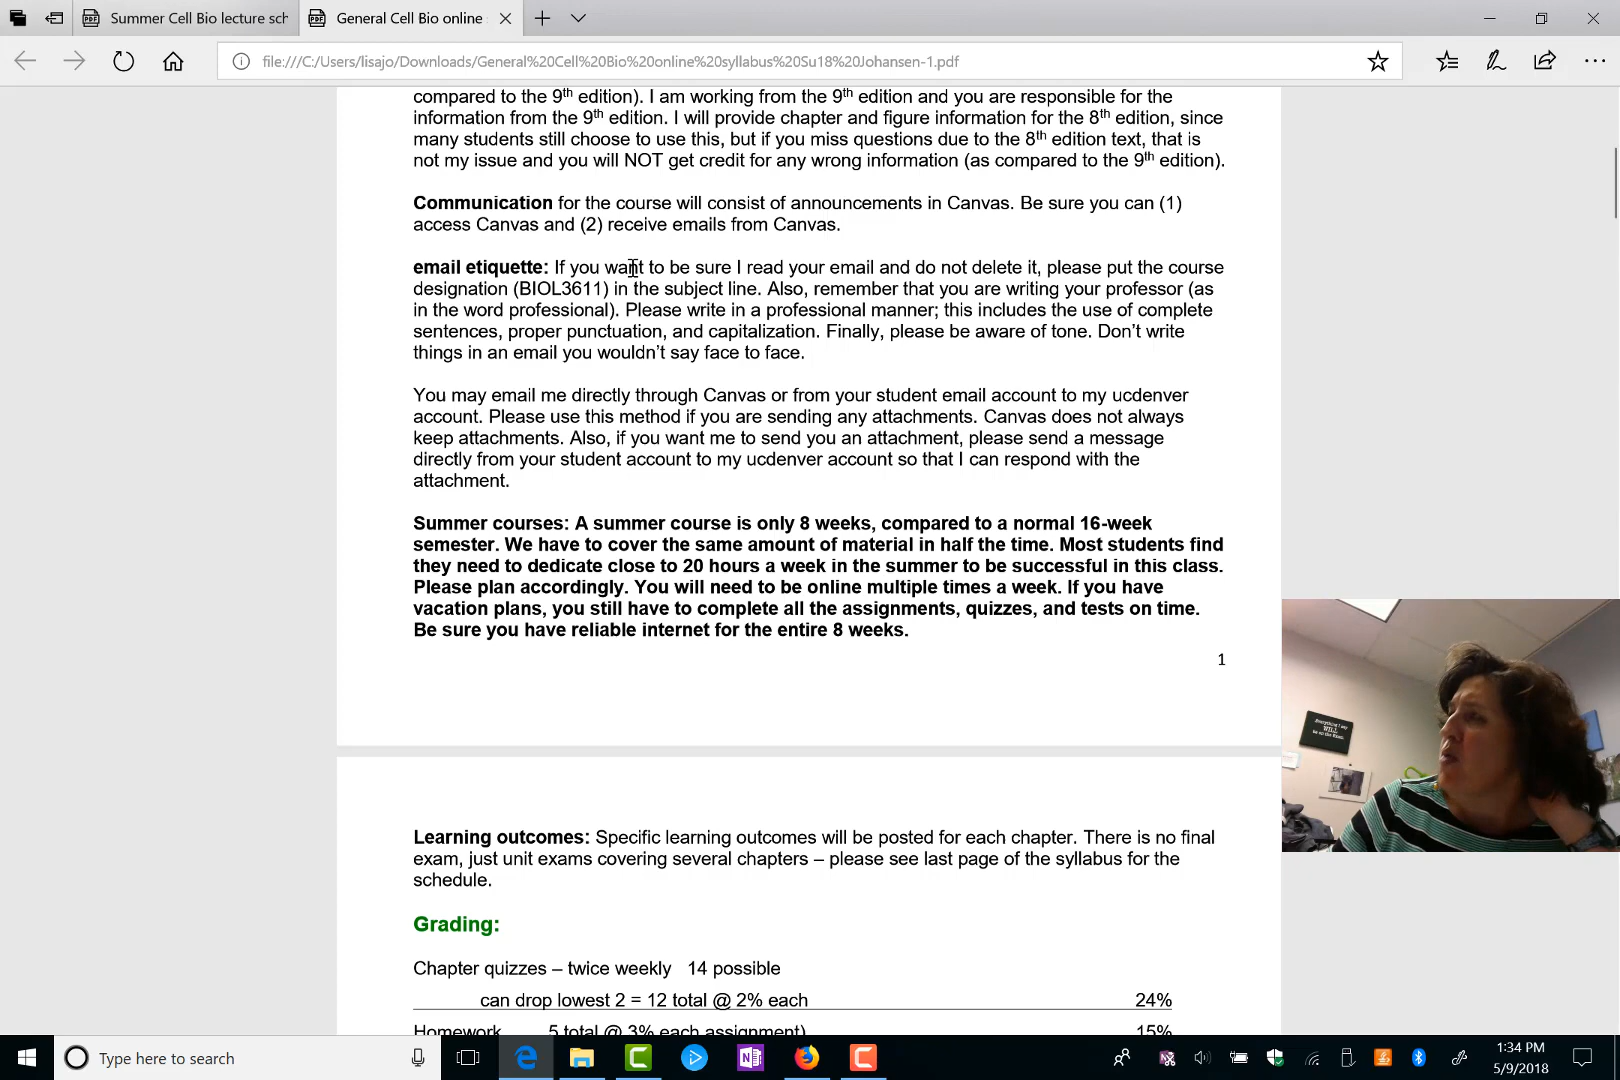 Summer Cell Bio lecture sch
General Cell Bio online
file:///C:/Users/lisajo/Downloads/General%20Cell%20Bio%20online%20syllabus%20Su18%20Johansen-1.pdf
compared to the 9th edition). I am working from the 9th edition and you are responsible for the
information from the 9th edition. I will provide chapter and figure information for the 8th edition, since
many students still choose to use this, but if you miss questions due to the 8th edition text, that is
not my issue and you will NOT get credit for any wrong information (as compared to the 9th edition).
Communication for the course will consist of announcements in Canvas. Be sure you can (1)
access Canvas and (2) receive emails from Canvas.
email etiquette: If you want to be sure I read your email and do not delete it, please put the course
designation (BIOL3611) in the subject line. Also, remember that you are writing your professor (as
in the word professional). Please write in a professional manner; this includes the use of complete
sentences, proper punctuation, and capitalization. Finally, please be aware of tone. Don't write
things in an email you wouldn't say face to face.
You may email me directly through Canvas or from your student email account to my ucdenver
account. Please use this method if you are sending any attachments. Canvas does not always
keep attachments. Also, if you want me to send you an attachment, please send a message
directly from your student account to my ucdenver account so that I can respond with the
attachment.
Summer courses: A summer course is only 8 weeks, compared to a normal 16-week
semester. We have to cover the same amount of material in half the time. Most students find
they need to dedicate close to 20 hours a week in the summer to be successful in this class.
Please plan accordingly. You will need to be online multiple times a week. If you have
vacation plans, you still have to complete all the assignments, quizzes, and tests on time.
Be sure you have reliable internet for the entire 8 weeks.
1
Everything I say
WILL
be on the Exam
Learning outcomes: Specific learning outcomes will be posted for each chapter. There is no final
exam, just unit exams covering several chapters – please see last page of the syllabus for the
schedule.
Grading:
Chapter quizzes – twice weekly 14 possible
can drop lowest 2 = 12 total @ 2% each 24%
Homework 5 total @ 3% each assignment) 15%
Type here to search
1:34 PM
5/9/2018